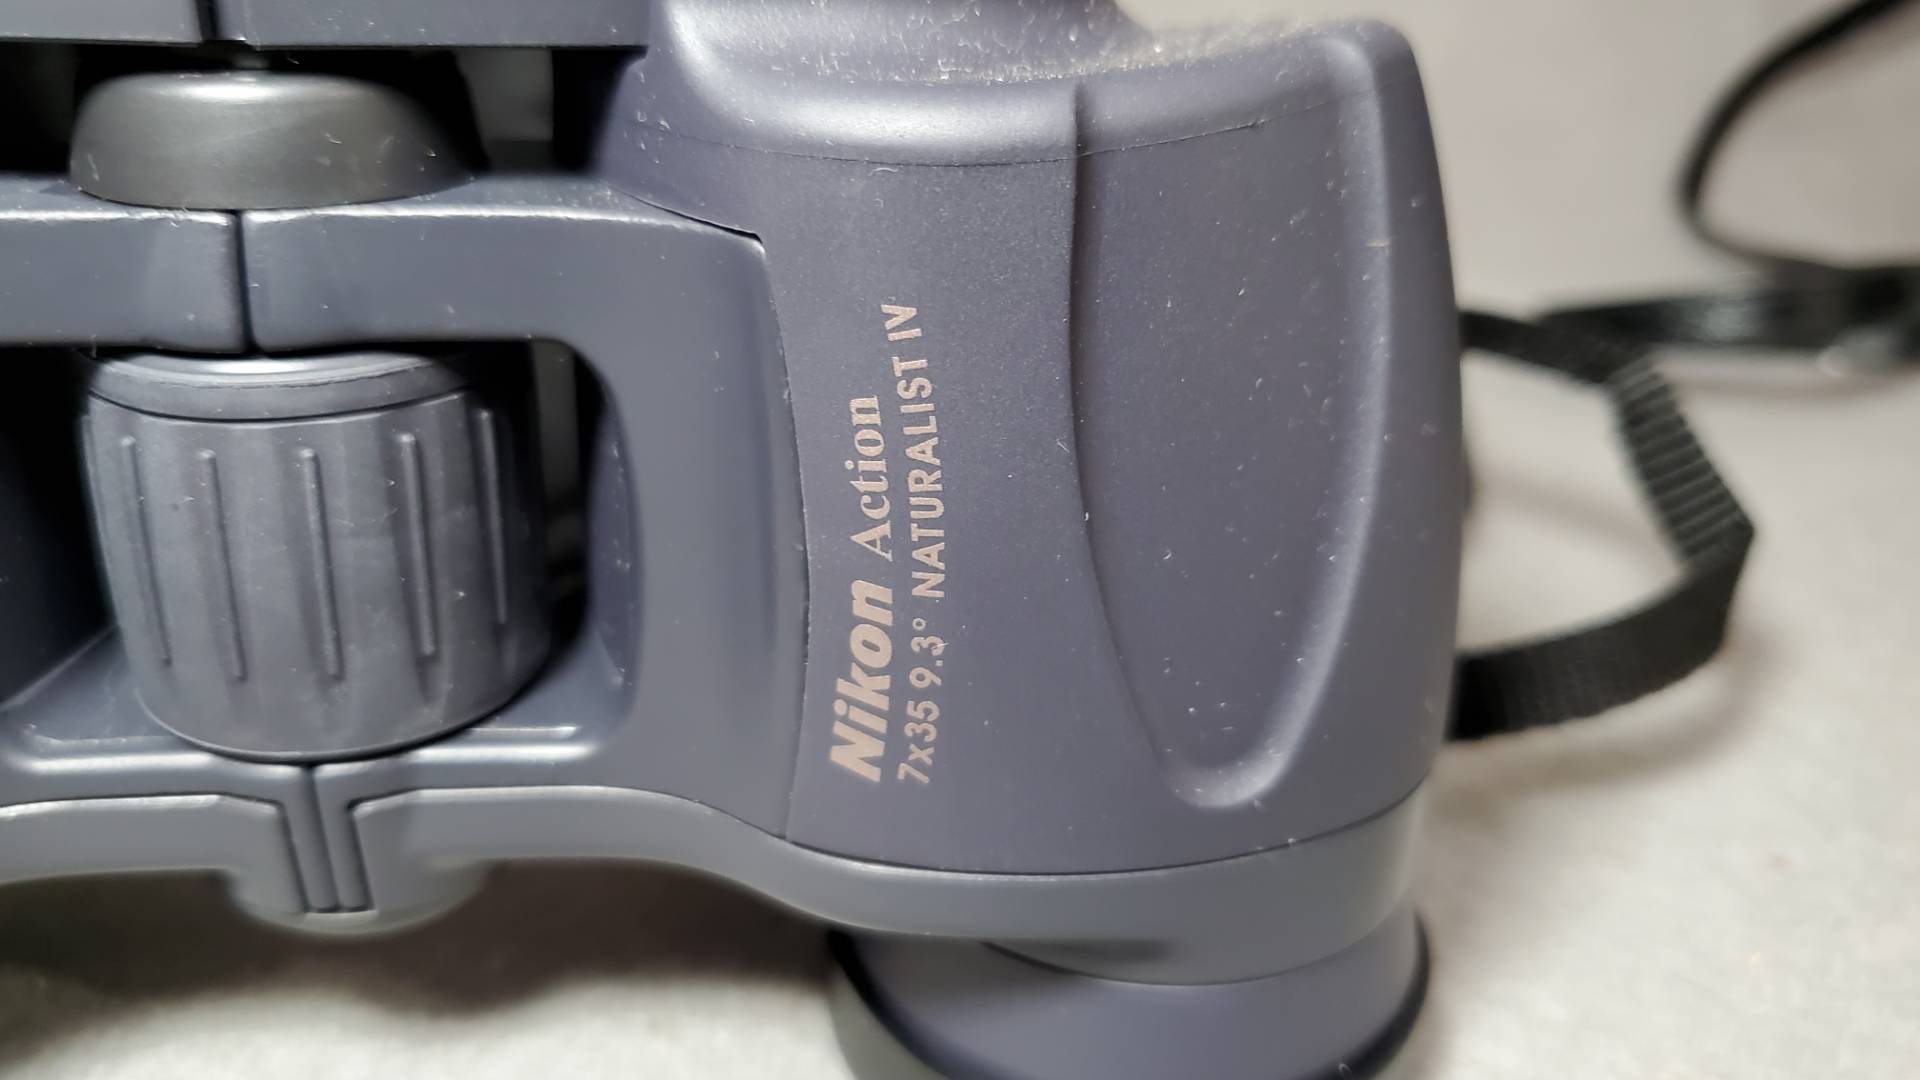 Nikon Action
7x35 9.3° NATURALIST IV